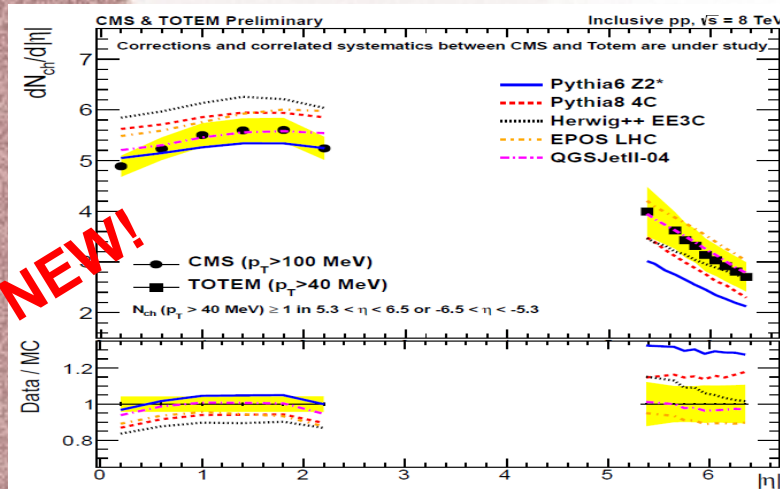 CMS & TOTEM Preliminary
Inclusive pp, √s = 8 TeV
Corrections and correlated systematics between CMS and Totem are under study.
dN_ch/d|η|
7
6
5
4
3
2
Pythia6 Z2*
Pythia8 4C
Herwig++ EE3C
EPOS LHC
QGSJetII-04
NEW!
CMS (p_T>100 MeV)
TOTEM (p_T>40 MeV)
N_ch (p_T > 40 MeV) ≥ 1 in 5.3 < η < 6.5 or -6.5 < η < -5.3
Data / MC
1.2
1
0.8
0 1 2 3 4 5 6 |η|